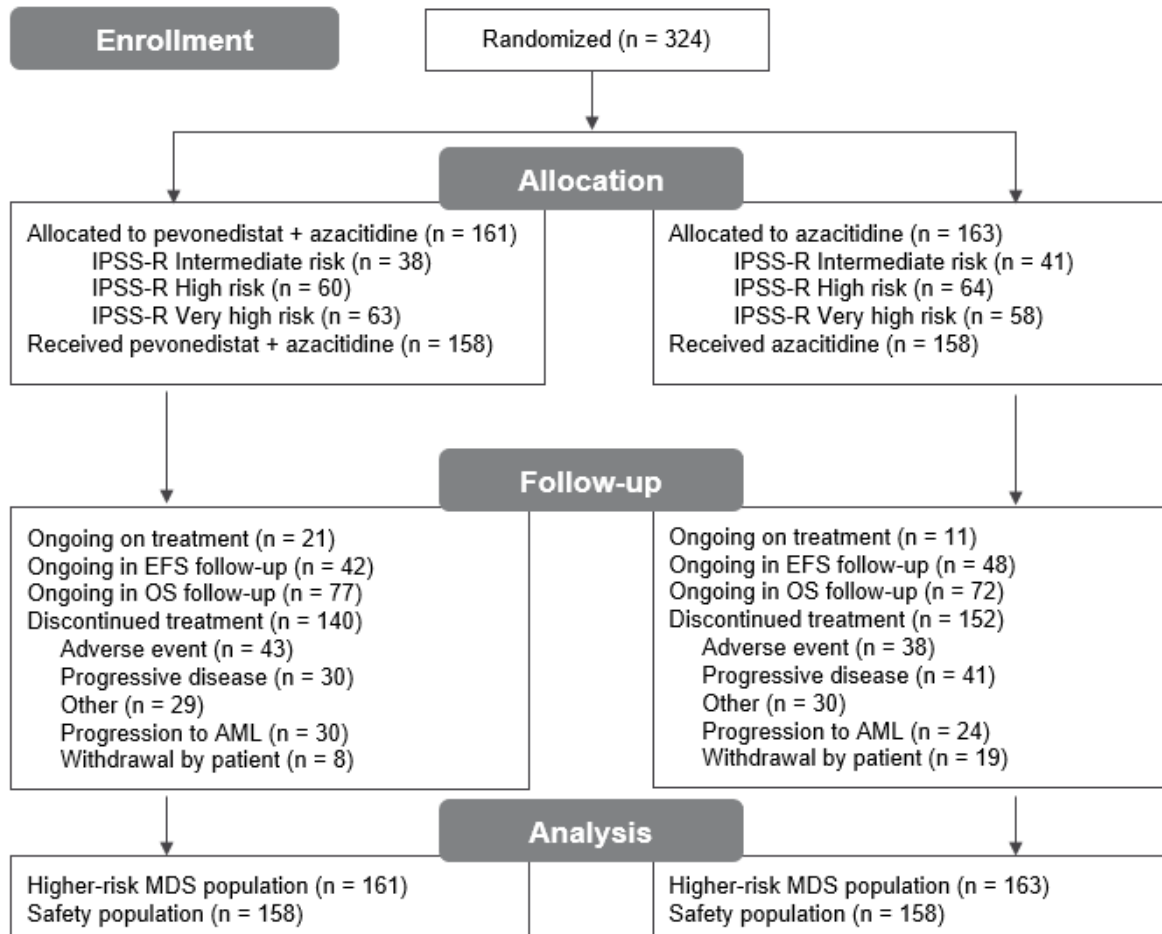 Enrollment
Randomized (n = 324)
Allocation
Allocated to pevonedistat + azacitidine (n = 161)
IPSS-R Intermediate risk (n = 38)
IPSS-R High risk (n = 60)
IPSS-R Very high risk (n = 63)
Received pevonedistat + azacitidine (n = 158)
Allocated to azacitidine (n = 163)
IPSS-R Intermediate risk (n = 41)
IPSS-R High risk (n = 64)
IPSS-R Very high risk (n = 58)
Received azacitidine (n = 158)
Follow-up
Ongoing on treatment (n = 21)
Ongoing in EFS follow-up (n = 42)
Ongoing in OS follow-up (n = 77)
Discontinued treatment (n = 140)
Adverse event (n = 43)
Progressive disease (n = 30)
Other (n = 29)
Progression to AML (n = 30)
Withdrawal by patient (n = 8)
Ongoing on treatment (n = 11)
Ongoing in EFS follow-up (n = 48)
Ongoing in OS follow-up (n = 72)
Discontinued treatment (n = 152)
Adverse event (n = 38)
Progressive disease (n = 41)
Other (n = 30)
Progression to AML (n = 24)
Withdrawal by patient (n = 19)
Analysis
Higher-risk MDS population (n = 161)
Safety population (n = 158)
Higher-risk MDS population (n = 163)
Safety population (n = 158)